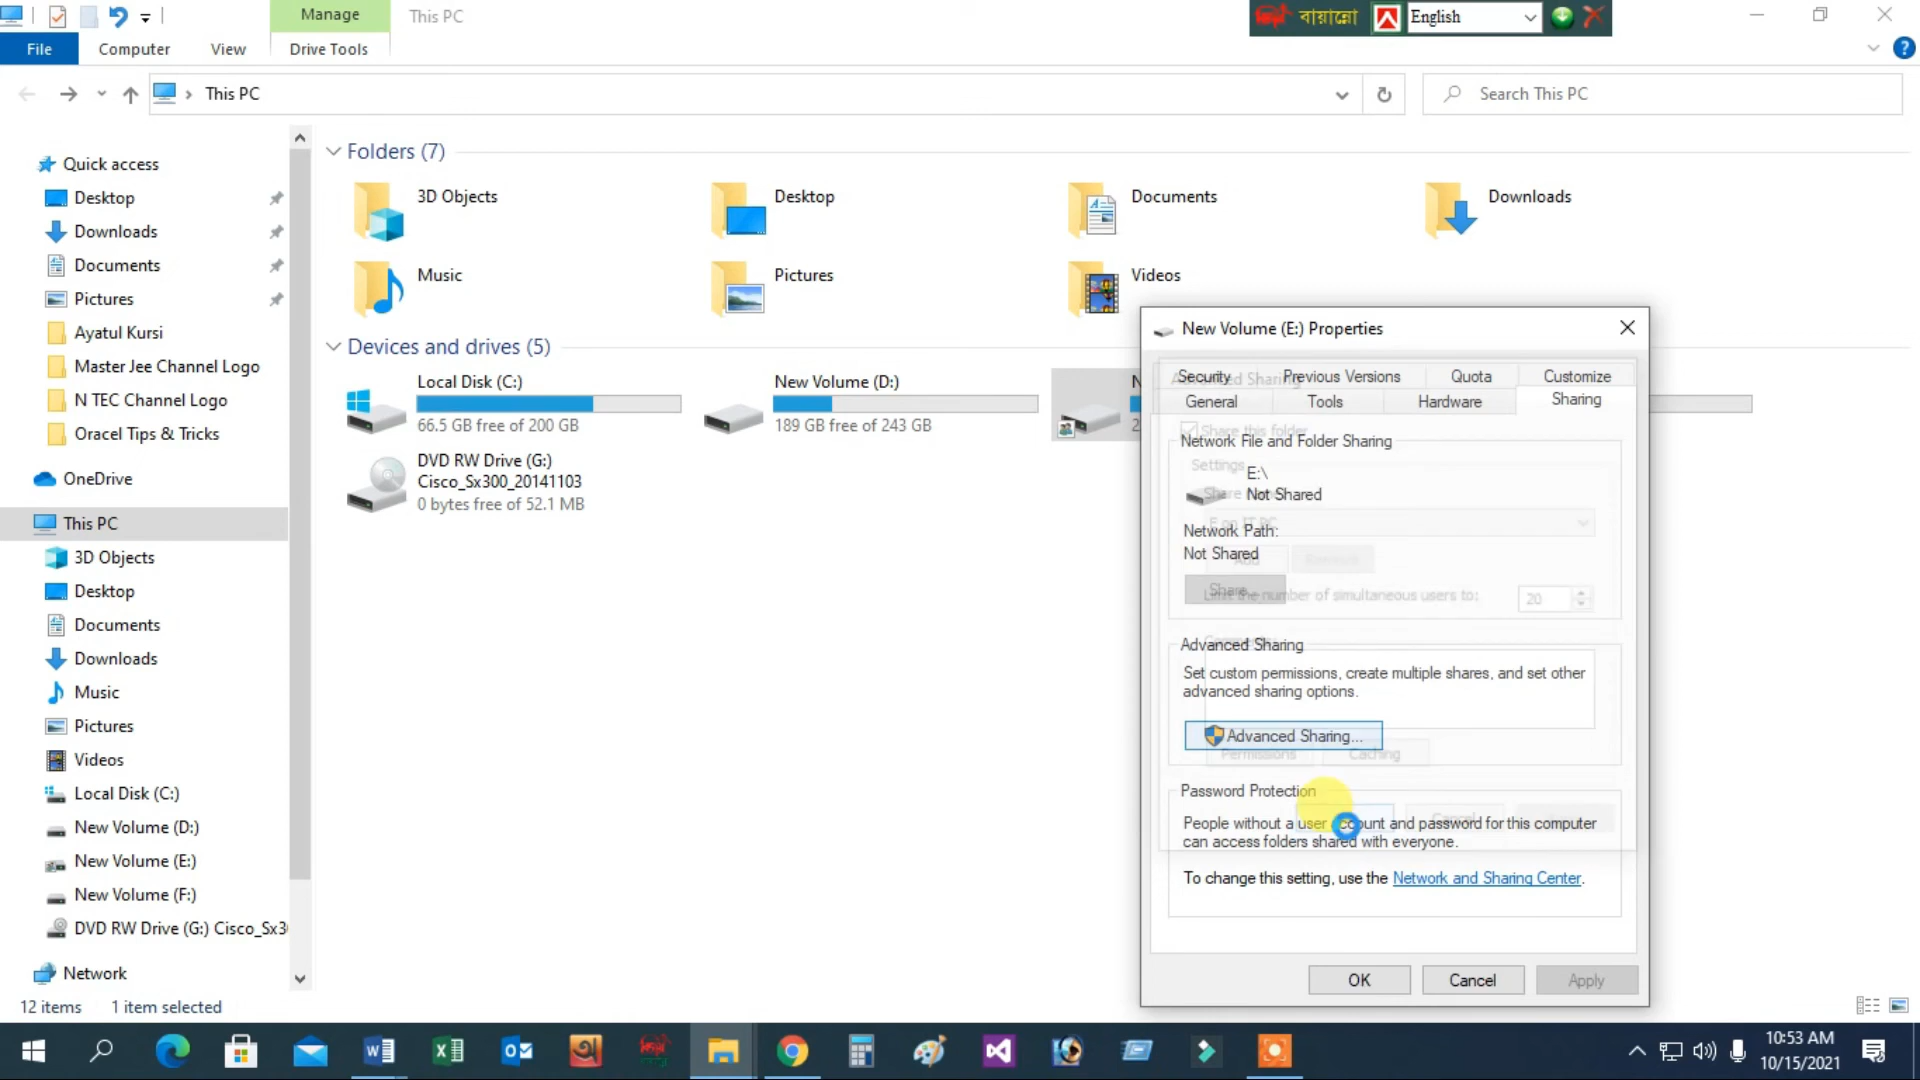 Manage
This PC
বায়ান্নো
English
File
Computer
View
Drive Tools
This PC
Search This PC
Quick access
Desktop
Downloads
Documents
Pictures
Ayatul Kursi
Master Jee Channel Logo
N TEC Channel Logo
Oracel Tips & Tricks
OneDrive
This PC
3D Objects
Desktop
Documents
Downloads
Music
Pictures
Videos
Local Disk (C:)
New Volume (D:)
New Volume (E:)
New Volume (F:)
DVD RW Drive (G:) Cisco_Sx30
Network
Folders (7)
3D Objects
Desktop
Documents
Downloads
Music
Pictures
Videos
Devices and drives (5)
Local Disk (C:)
66.5 GB free of 200 GB
New Volume (D:)
189 GB free of 243 GB
N
2
DVD RW Drive (G:)
Cisco_Sx300_20141103
0 bytes free of 52.1 MB
New Volume (E:) Properties
Security
Previous Versions
Quota
Customize
Advanced Sharing
General
Tools
Hardware
Sharing
Share this folder
Network File and Folder Sharing
Settings
E:\
Not Shared
Network Path:
Not Shared
Add
Remove
Share...
Limit the number of simultaneous users to:
20
Advanced Sharing
Set custom permissions, create multiple shares, and set other
advanced sharing options.
Advanced Sharing...
Permissions
Caching
Password Protection
Cancel
People without a user account and password for this computer
can access folders shared with everyone.
To change this setting, use the Network and Sharing Center.
OK
Cancel
Apply
12 items
1 item selected
10:53 AM
10/15/2021